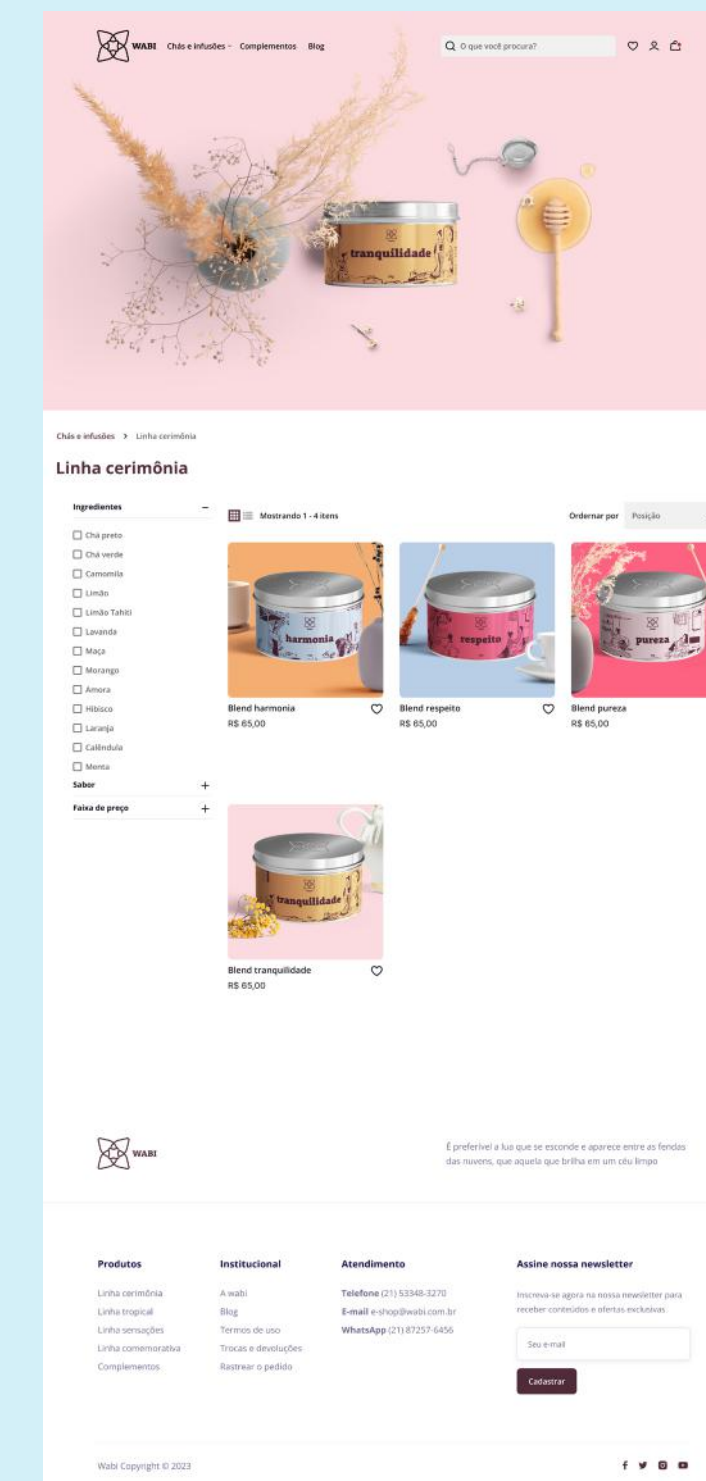 WABI Chás e infusões Complementos Blog O que você procura?
tranquilidade
Chás e infusões > Linha cerimônia
Linha cerimônia
Ingredientes
Chá preto
Chá verde
Camomila
Limão
Limão Tahiti
Lavanda
Maça
Morango
Amora
Hibisco
Laranja
Calêndula
Menta
Sabor
Faixa de preço
Mostrando 1 - 4 itens
Ordernar por Posição
harmonia
respeito
pureza
Blend harmonia
R$ 65,00
Blend respeito
R$ 65,00
Blend pureza
R$ 65,00
tranquilidade
Blend tranquilidade
R$ 65,00
WABI
É preferível a lua que se esconde e aparece entre as fendas
das nuvens, que aquela que brilha em um céu limpo
Produtos
Linha cerimônia
Linha tropical
Linha sensações
Linha comemorativa
Complementos
Institucional
A wabi
Blog
Termos de uso
Trocas e devoluções
Rastrear o pedido
Atendimento
Telefone (21) 53348-3270
E-mail e-shop@wabi.com.br
WhatsApp (21) 87257-6456
Assine nossa newsletter
Inscreva-se agora na nossa newsletter para
receber conteúdos e ofertas exclusivas.
Seu e-mail
Cadastrar
Wabi Copyright © 2023